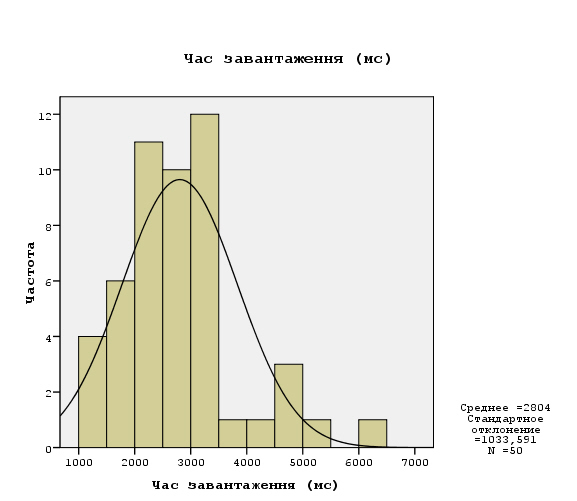 Час завантаження (мс)
12
10
8
6
4
2
0
Частота
1000 2000 3000 4000 5000 6000 7000
Час завантаження (мс)
Среднее =2804
Стандартное
отклонение
=1033,591
N =50